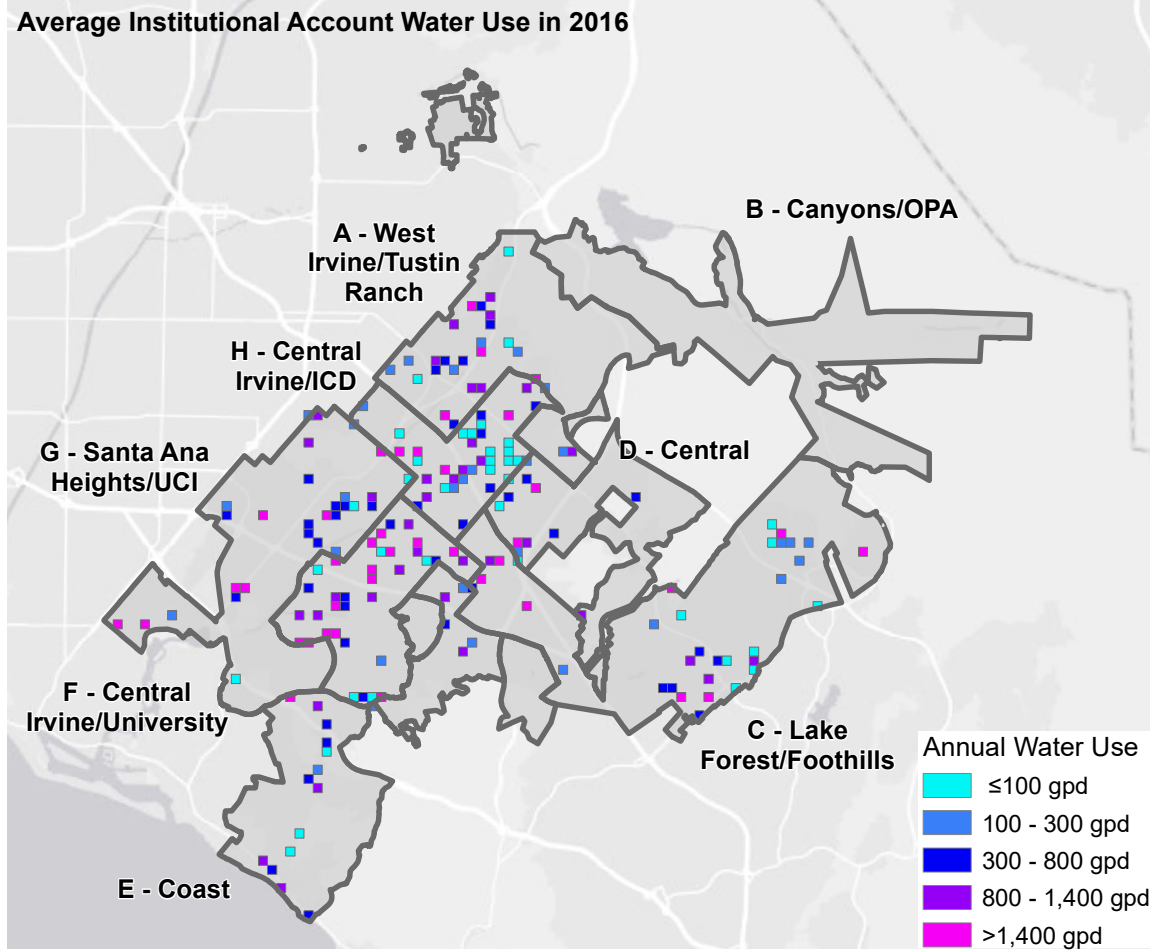 Average Institutional Account Water Use in 2016
B - Canyons/OPA
A - West
Irvine/Tustin
Ranch
H - Central
Irvine/ICD
G - Santa Ana
Heights/UCI
D - Central
F - Central
Irvine/University
C - Lake
Forest/Foothills
E - Coast
Annual Water Use
≤100 gpd
100 - 300 gpd
300 - 800 gpd
800 - 1,400 gpd
>1,400 gpd